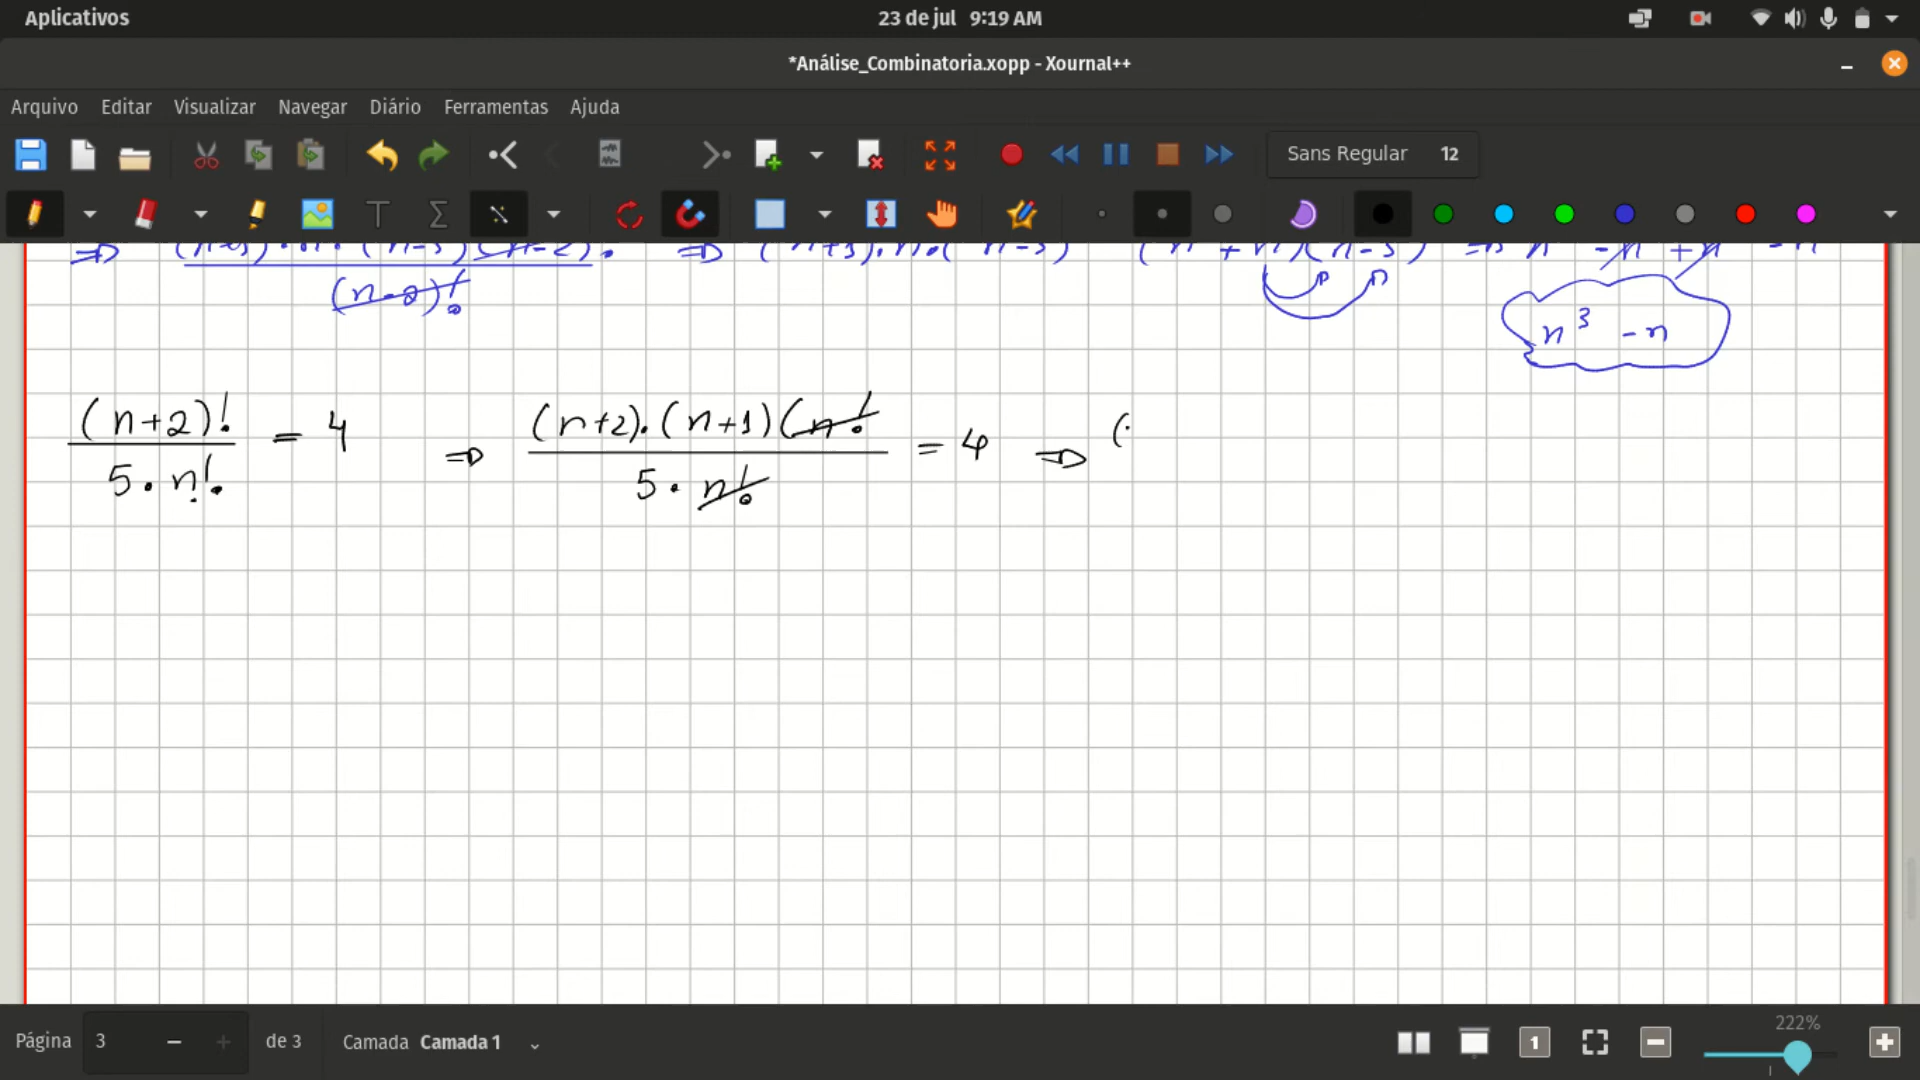 Aplicativos 23 de jul 9:19 AM
*Análise_Combinatoria.xopp - Xournal++
Arquivo Editar Visualizar Navegar Diário Ferramentas Ajuda
Sans Regular 12
(n-2)!
n³ - n
(n+2)! / 5 · n! = 4 ⇒ (n+2).(n+1)(n! / 5 · n! = 4 ⇒ (
Página 3 de 3 Camada Camada 1 1 222%